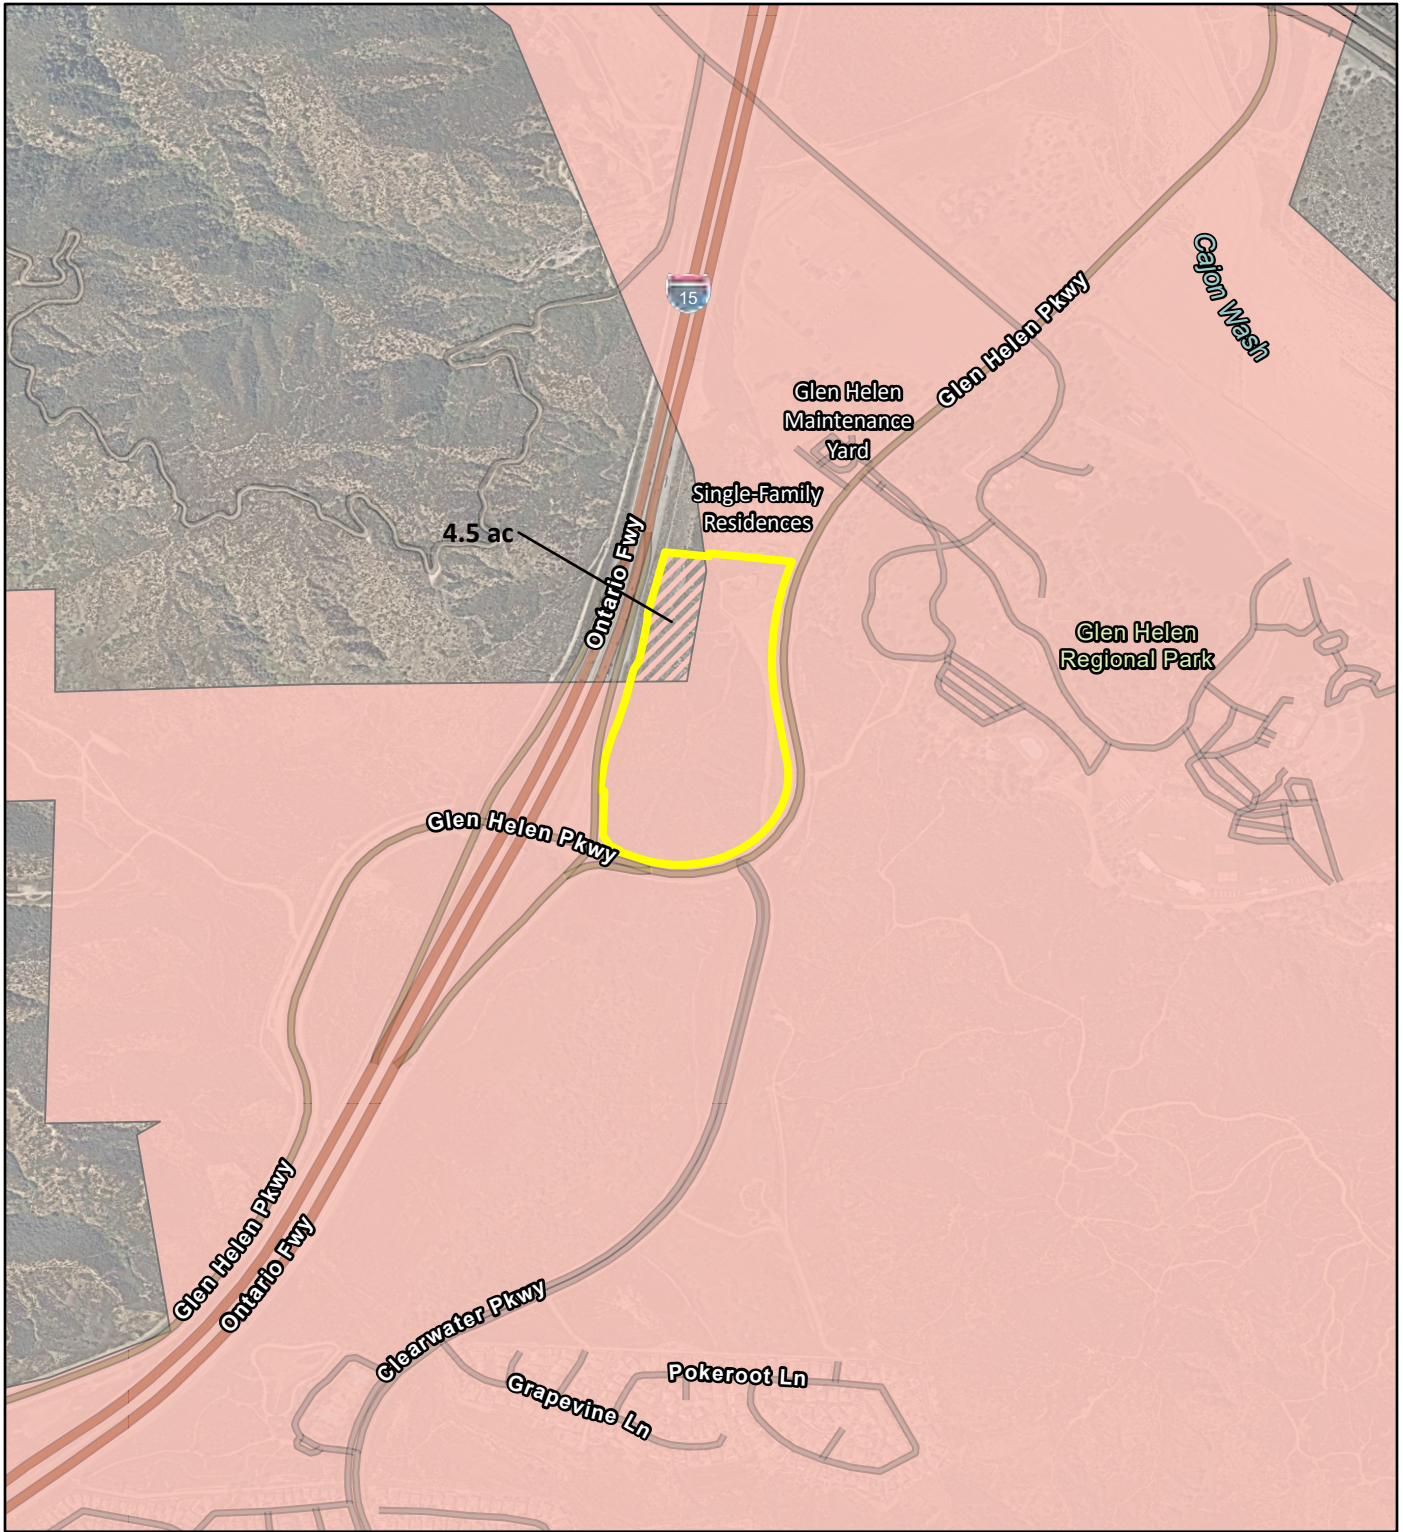 Cajon Wash
15
Glen Helen Pkwy
Glen Helen
Maintenance
Yard
Single-Family
Residences
4.5 ac
Ontario Fwy
Glen Helen
Regional Park
Glen Helen Pkwy
Glen Helen Pkwy
Ontario Fwy
Clearwater Pkwy
Pokeroot Ln
Grapevine Ln